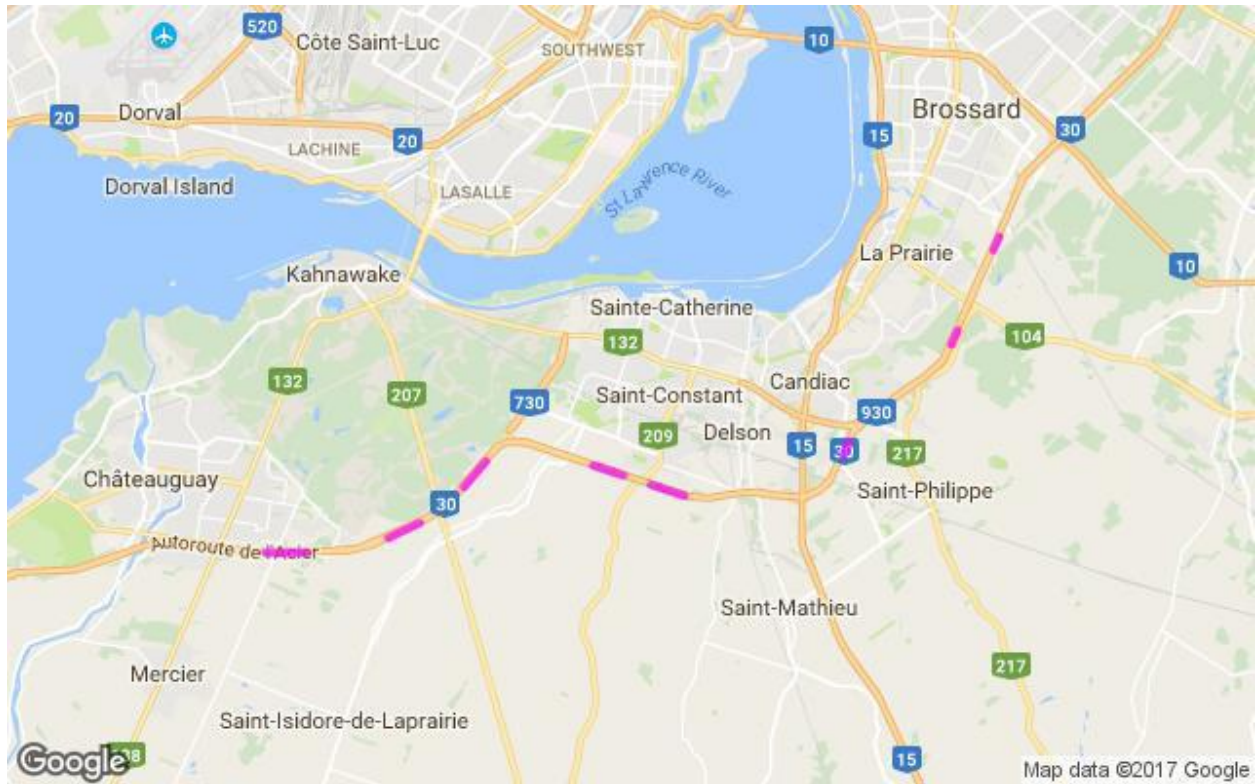 520
Côte Saint-Luc
SOUTHWEST
10
Dorval
20
LACHINE
20
15
Brossard
30
Dorval Island
LASALLE
St Lawrence River
La Prairie
10
Kahnawake
Sainte-Catherine
132
104
132
207
730
Saint-Constant
Candiac
930
209
Delson
15
30
217
Châteauguay
30
Saint-Philippe
Autoroute de l'Acier
Saint-Mathieu
Mercier
217
Saint-Isidore-de-Laprairie
15
Google
Map data ©2017 Google